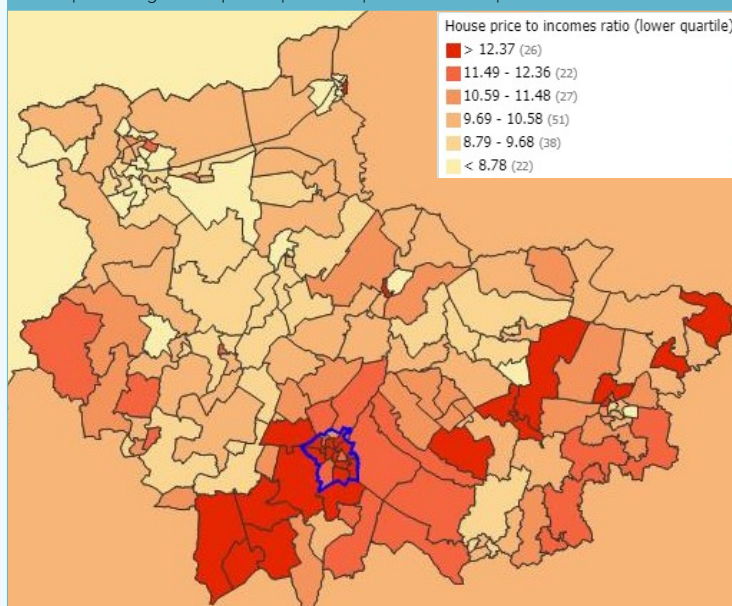 House price to incomes ratio (lower quartile)
> 12.37 (26)
11.49 - 12.36 (22)
10.59 - 11.48 (27)
9.69 - 10.58 (51)
8.79 - 9.68 (38)
< 8.78 (22)